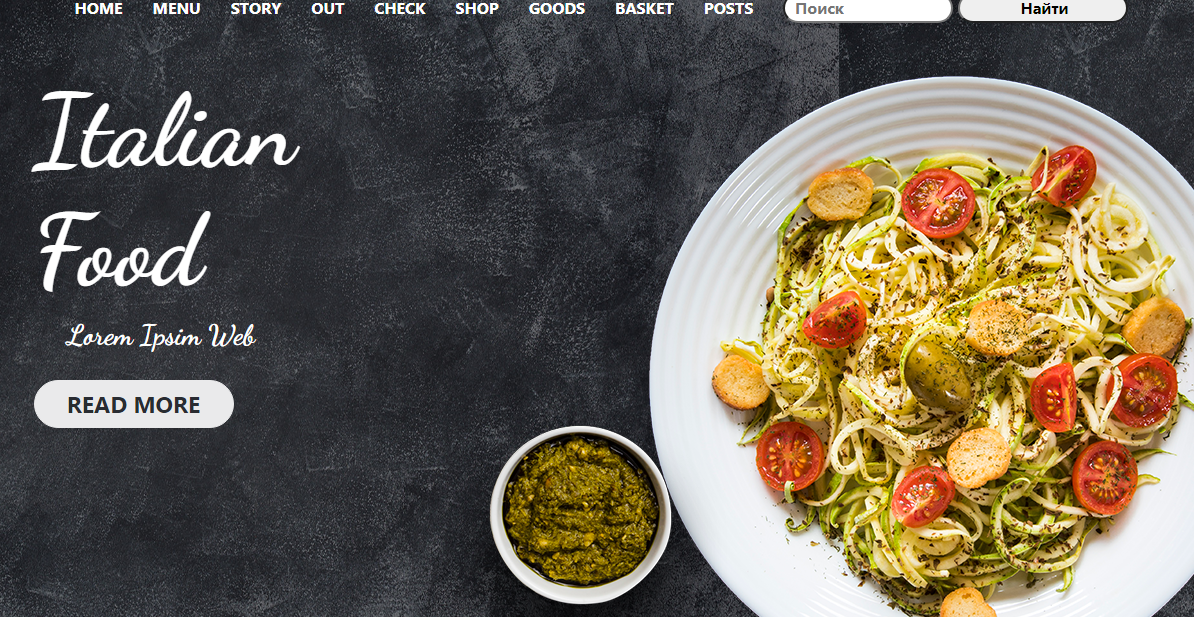 HOME MENU STORY OUT CHECK SHOP GOODS BASKET POSTS Поиск Найти
Italian
Food
Lorem Ipsim Web
READ MORE